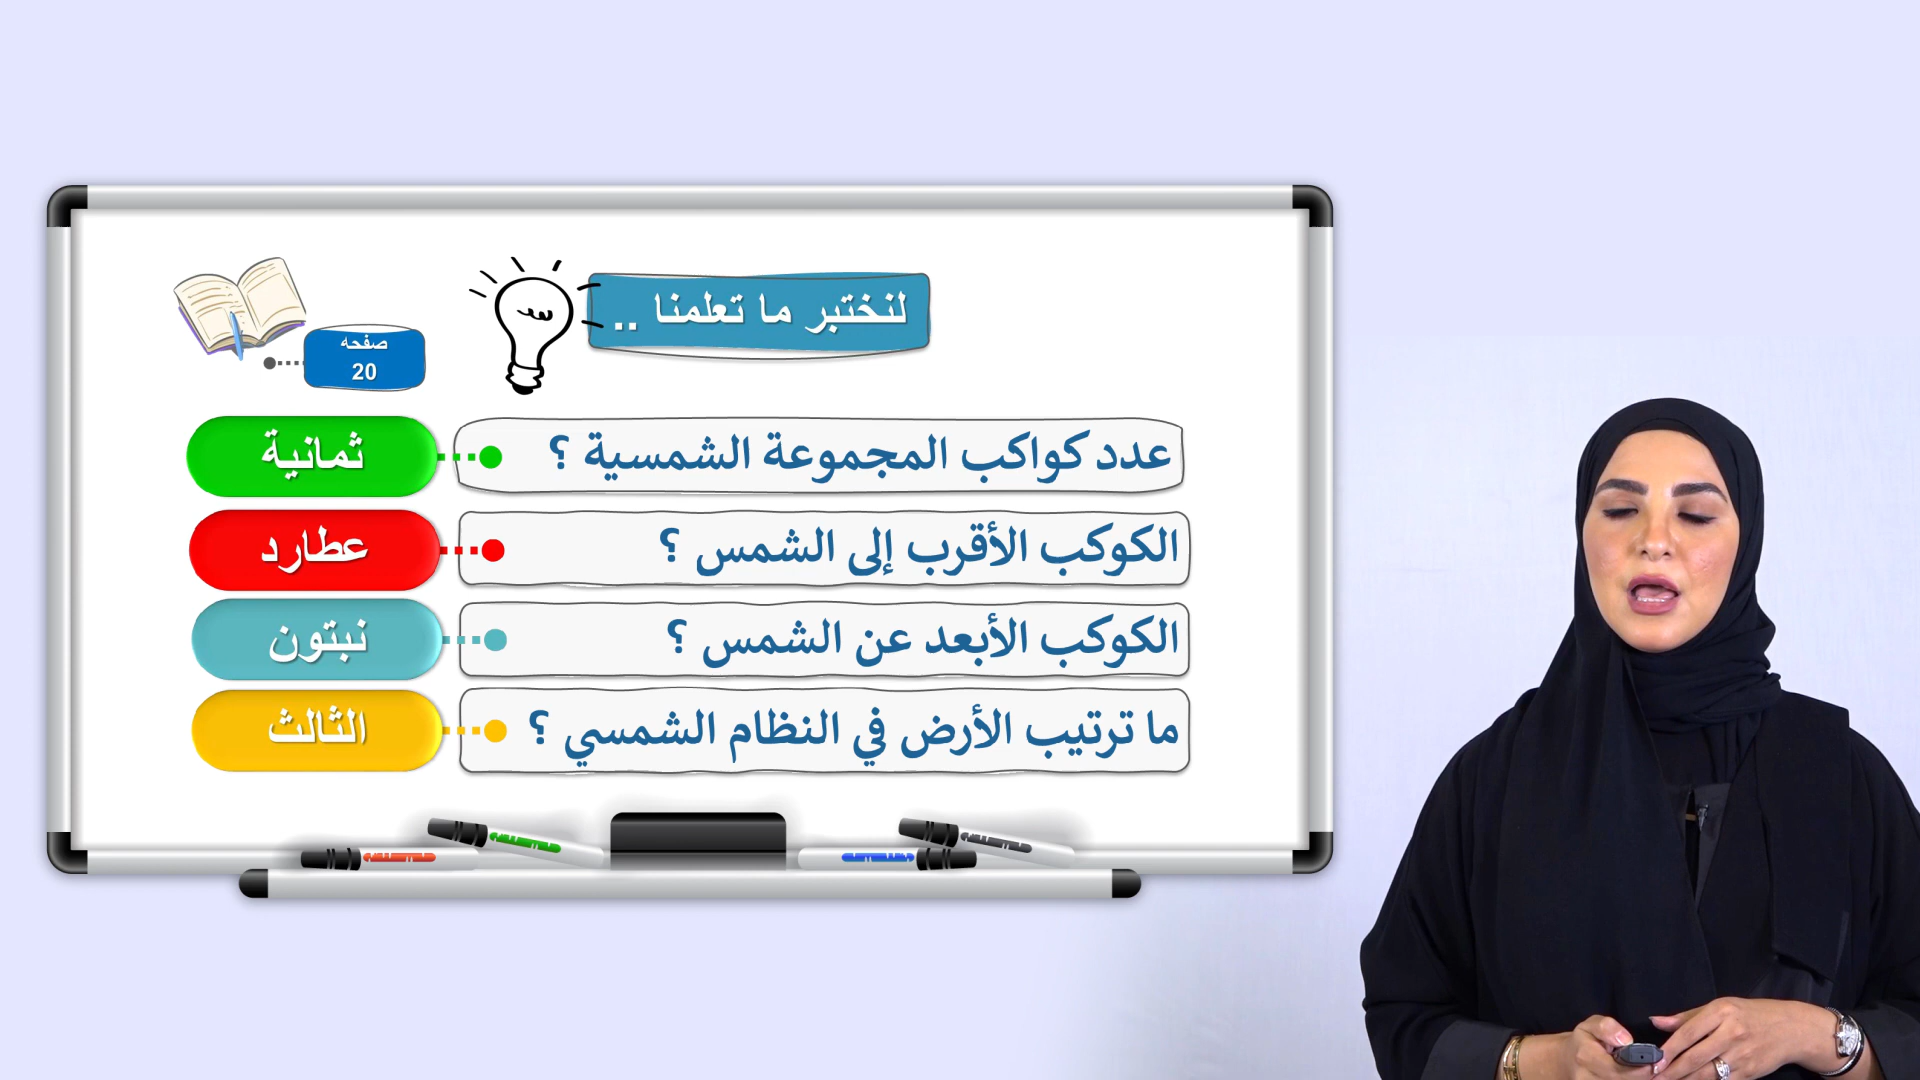 لنختبر ما تعلمنا ..
صفحه
20
عدد كواكب المجموعة الشمسية ؟
ثمانية
الكوكب الأقرب إلى الشمس ؟
عطارد
الكوكب الأبعد عن الشمس ؟
نبتون
ما ترتيب الأرض في النظام الشمسي ؟
الثالث